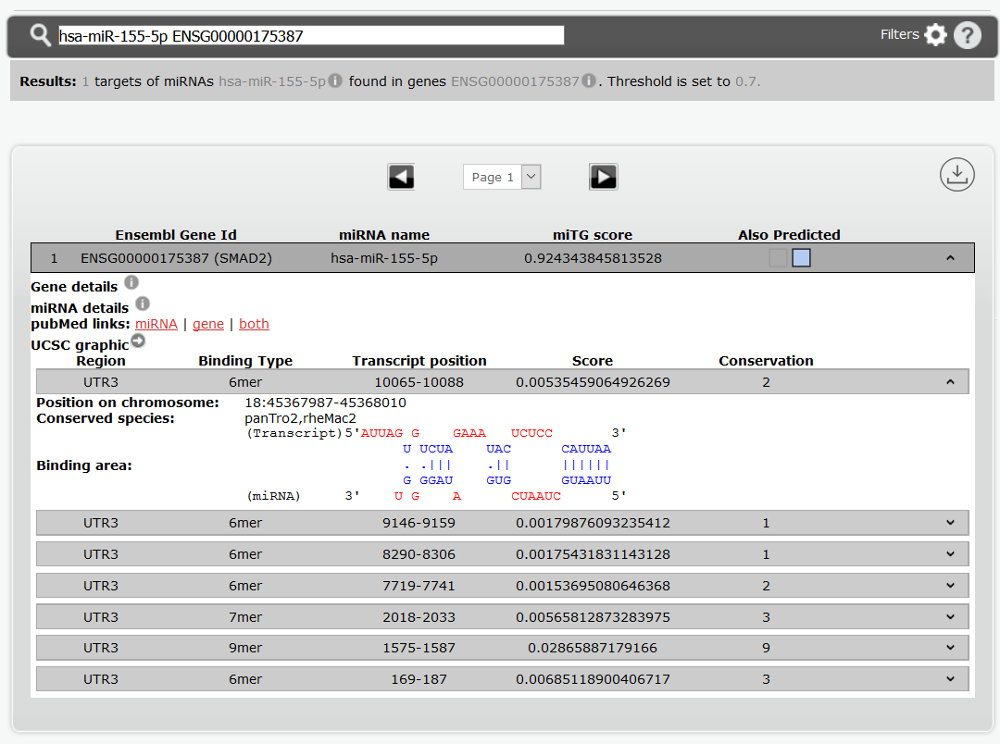 hsa-miR-155-5p ENSG00000175387 Filters ?
Results: 1 targets of miRNAs hsa-miR-155-5p i found in genes ENSG00000175387 i . Threshold is set to 0.7.
Page 1
Ensembl Gene Id miRNA name miTG score Also Predicted
1 ENSG00000175387 (SMAD2) hsa-miR-155-5p 0.924343845813528
Gene details i
miRNA details i
pubMed links: miRNA | gene | both
UCSC graphic
Region Binding Type Transcript position Score Conservation
UTR3 6mer 10065-10088 0.00535459064926269 2
Position on chromosome: 18:45367987-45368010
Conserved species: panTro2,rheMac2
(Transcript)5'AUUAG G GAAA UCUCC 3'
U UCUA UAC CAUUAA
Binding area: . .||| .|| ||||||
G GGAU GUG GUAAUU
(miRNA) 3' U G A CUAAUC 5'
UTR3 6mer 9146-9159 0.00179876093235412 1
UTR3 6mer 8290-8306 0.00175431831143128 1
UTR3 6mer 7719-7741 0.00153695080646368 2
UTR3 7mer 2018-2033 0.00565812873283975 3
UTR3 9mer 1575-1587 0.02865887179166 9
UTR3 6mer 169-187 0.00685118900406717 3